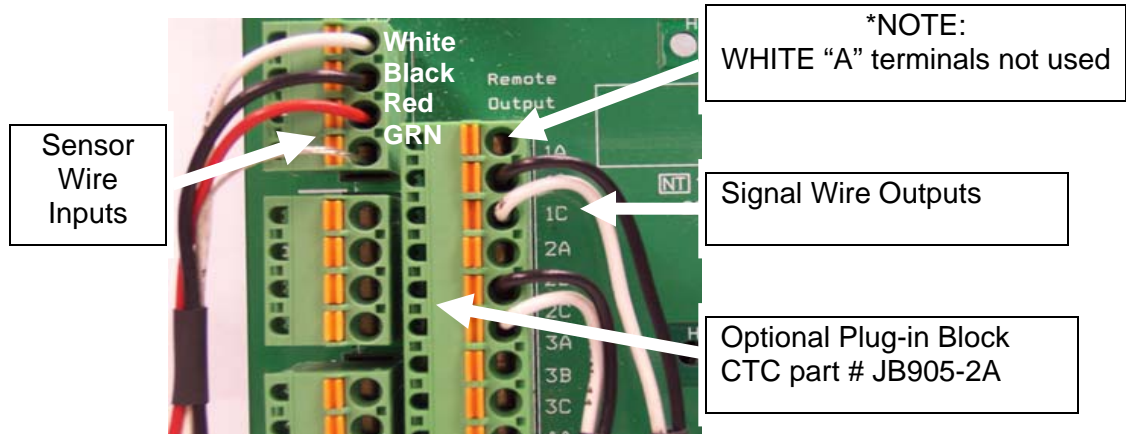 White
Black
Red
GRN
Sensor
Wire
Inputs
Remote
Output
1A
1C
2A
2C
3A
3B
3C
NT
*NOTE:
WHITE “A” terminals not used
Signal Wire Outputs
Optional Plug-in Block
CTC part # JB905-2A